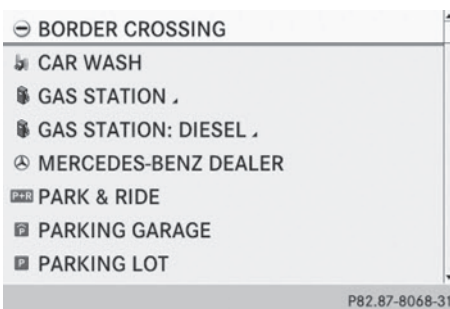 BORDER CROSSING
CAR WASH
GAS STATION
GAS STATION: DIESEL
MERCEDES-BENZ DEALER
P+R PARK & RIDE
P PARKING GARAGE
P PARKING LOT
P82.87-8068-31